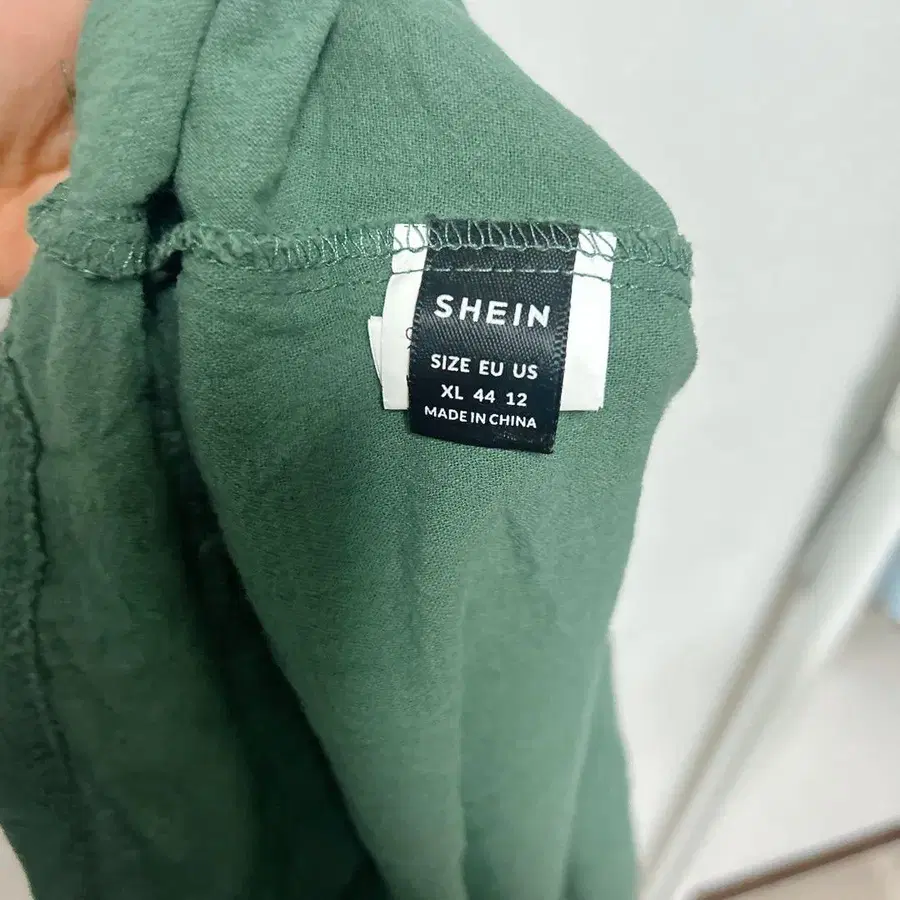 SHEIN
SIZE EU US
XL 44 12
MADE IN CHINA